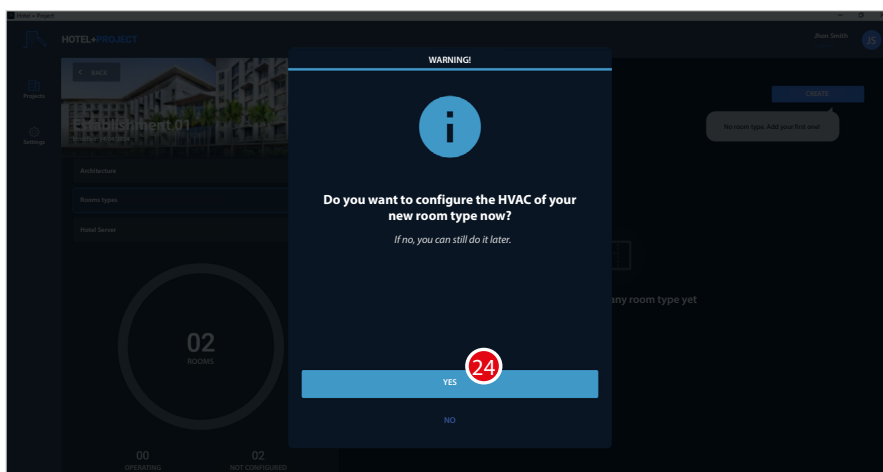 Hotel + Project
HOTEL+PROJECT
Jhon Smith
JS
BACK
Projects
Settings
Establishment 01
Architecture
Rooms types
Hotel Server
02
ROOMS
00
OPERATING
02
NOT CONFIGURED
WARNING!
i
Do you want to configure the HVAC of your
new room type now?
If no, you can still do it later.
24
YES
NO
CREATE
No room type. Add your first one!
any room type yet